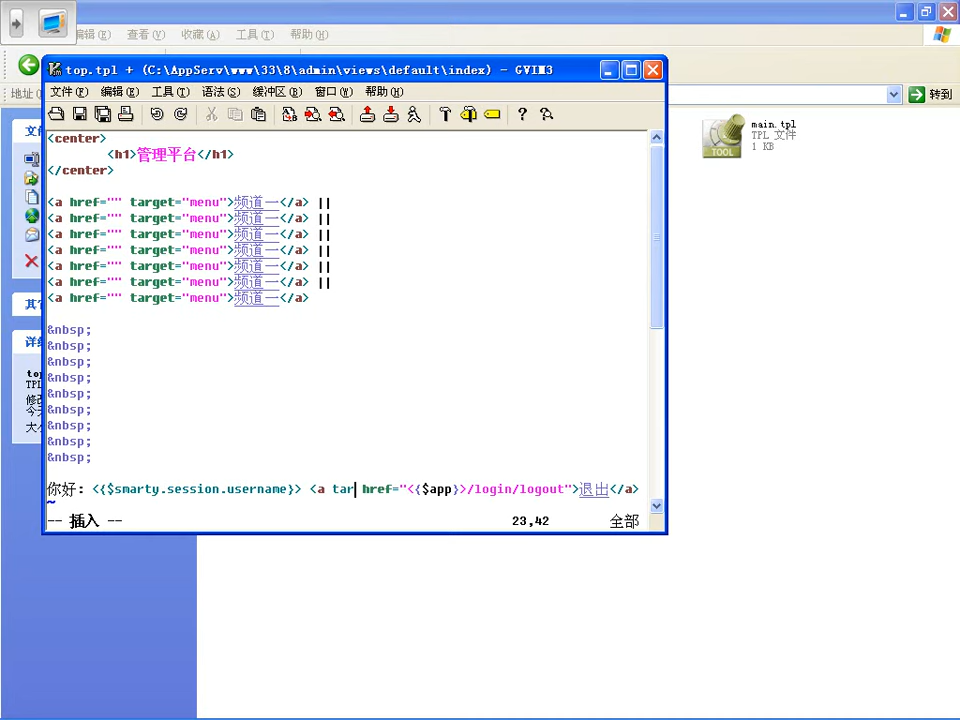 编辑(E) 查看(V) 收藏(A) 工具(T) 帮助(H)
top.tpl + (C:\AppServ\www\33\8\admin\views\default\index) - GVIM3
文件(F) 编辑(E) 工具(T) 语法(S) 缓冲区(B) 窗口(W) 帮助(H)
地址 转到
<center>
<h1>管理平台</h1>
</center>
<a href="" target="menu">频道一</a> ||
<a href="" target="menu">频道一</a> ||
<a href="" target="menu">频道一</a> ||
<a href="" target="menu">频道一</a> ||
<a href="" target="menu">频道一</a> ||
<a href="" target="menu">频道一</a> ||
<a href="" target="menu">频道一</a>
&nbsp;
&nbsp;
&nbsp;
&nbsp;
&nbsp;
&nbsp;
&nbsp;
&nbsp;
&nbsp;
你好: <{$smarty.session.username}> <a tar href="<{$app}>/login/logout">退出</a>
~
-- 插入 -- 23,42 全部
main.tpl
TPL 文件
1 KB
TOOL